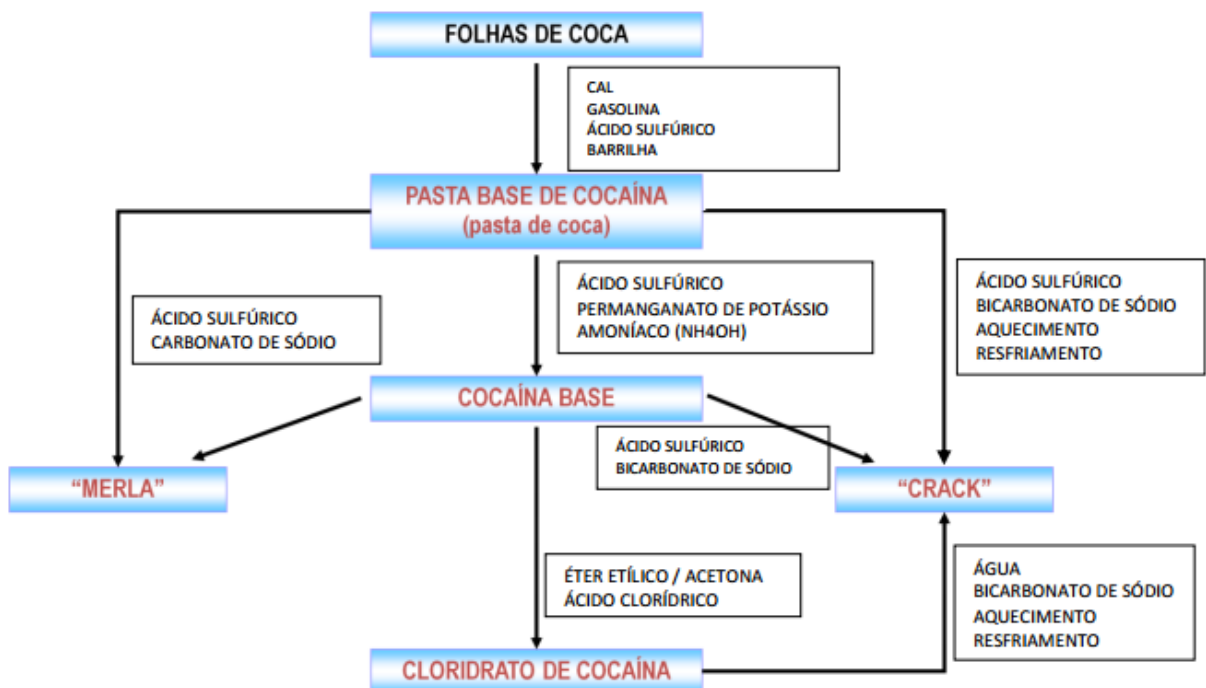 FOLHAS DE COCA
CAL
GASOLINA
ÁCIDO SULFÚRICO
BARRILHA
PASTA BASE DE COCAÍNA
(pasta de coca)
ÁCIDO SULFÚRICO
CARBONATO DE SÓDIO
ÁCIDO SULFÚRICO
PERMANGANATO DE POTÁSSIO
AMONÍACO (NH4OH)
ÁCIDO SULFÚRICO
BICARBONATO DE SÓDIO
AQUECIMENTO
RESFRIAMENTO
COCAÍNA BASE
ÁCIDO SULFÚRICO
BICARBONATO DE SÓDIO
“MERLA”
“CRACK”
ÉTER ETÍLICO / ACETONA
ÁCIDO CLORÍDRICO
ÁGUA
BICARBONATO DE SÓDIO
AQUECIMENTO
RESFRIAMENTO
CLORIDRATO DE COCAÍNA